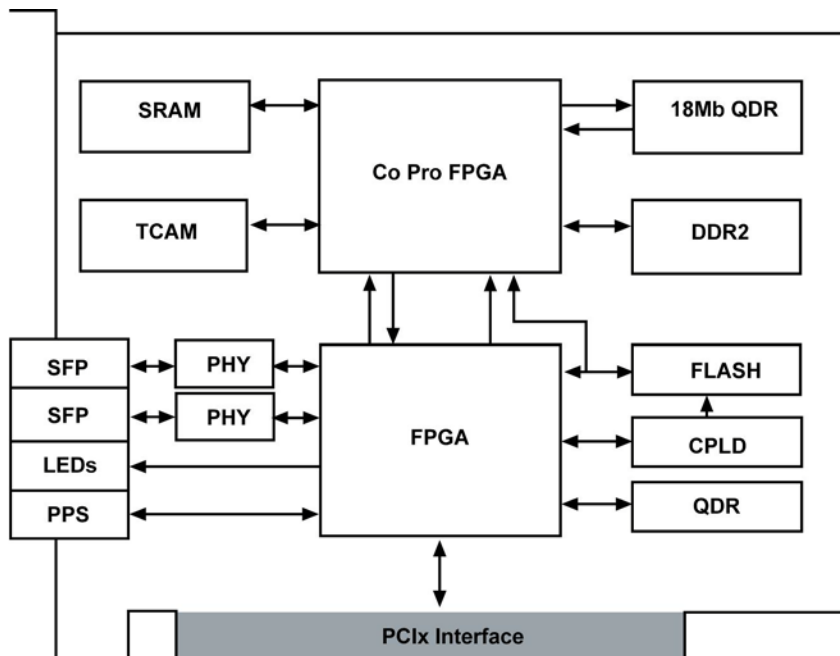 SRAM
Co Pro FPGA
18Mb QDR
TCAM
DDR2
SFP
PHY
FLASH
SFP
PHY
FPGA
CPLD
LEDs
QDR
PPS
PCIx Interface